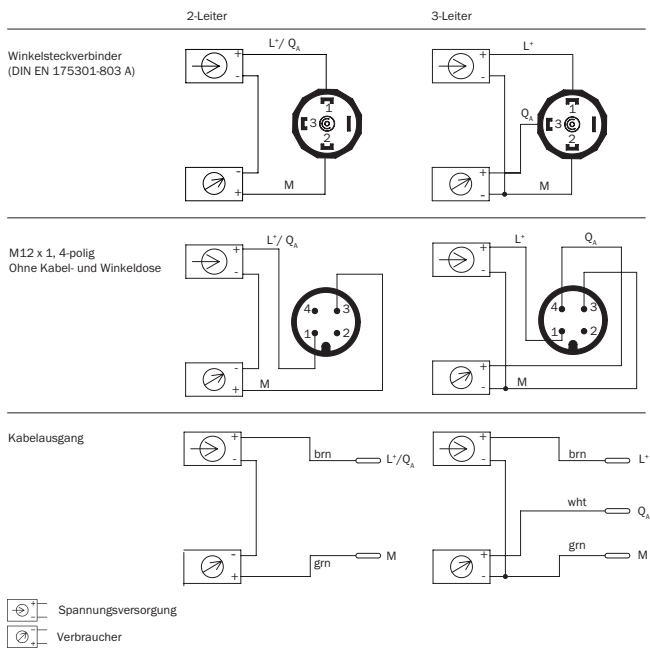 2-Leiter 3-Leiter
Winkelsteckverbinder
(DIN EN 175301-803 A)
+ L⁺/ Q_A
-
1
3
2
-
+ M
+ L⁺
-
Q_A
1
3
2
+
- M
M12 x 1, 4-polig
Ohne Kabel- und Winkeldose
+ L⁺/ Q_A
-
4 3
1 2
-
+ M
+ L⁺ Q_A
-
4 3
1 2
+
- M
Kabelausgang
+ brn L⁺/Q_A
-
-
+ grn M
+ brn L⁺
-
wht Q_A
+ grn M
-
+ - Spannungsversorgung
- + Verbraucher